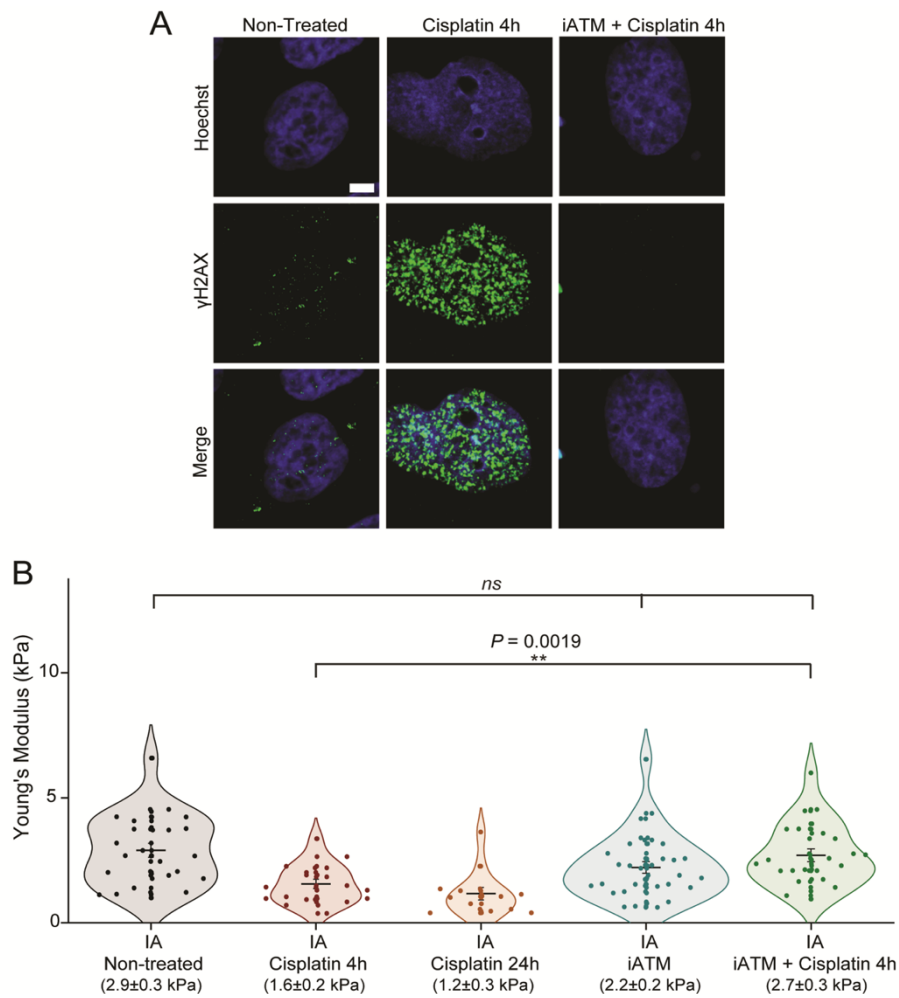 A
Non-Treated Cisplatin 4h iATM + Cisplatin 4h
Hoechst
γH2AX
Merge
B
Young's Modulus (kPa)
10
5
0
ns
P = 0.0019
**
IA IA IA IA IA
Non-treated Cisplatin 4h Cisplatin 24h iATM iATM + Cisplatin 4h
(2.9±0.3 kPa) (1.6±0.2 kPa) (1.2±0.3 kPa) (2.2±0.2 kPa) (2.7±0.3 kPa)